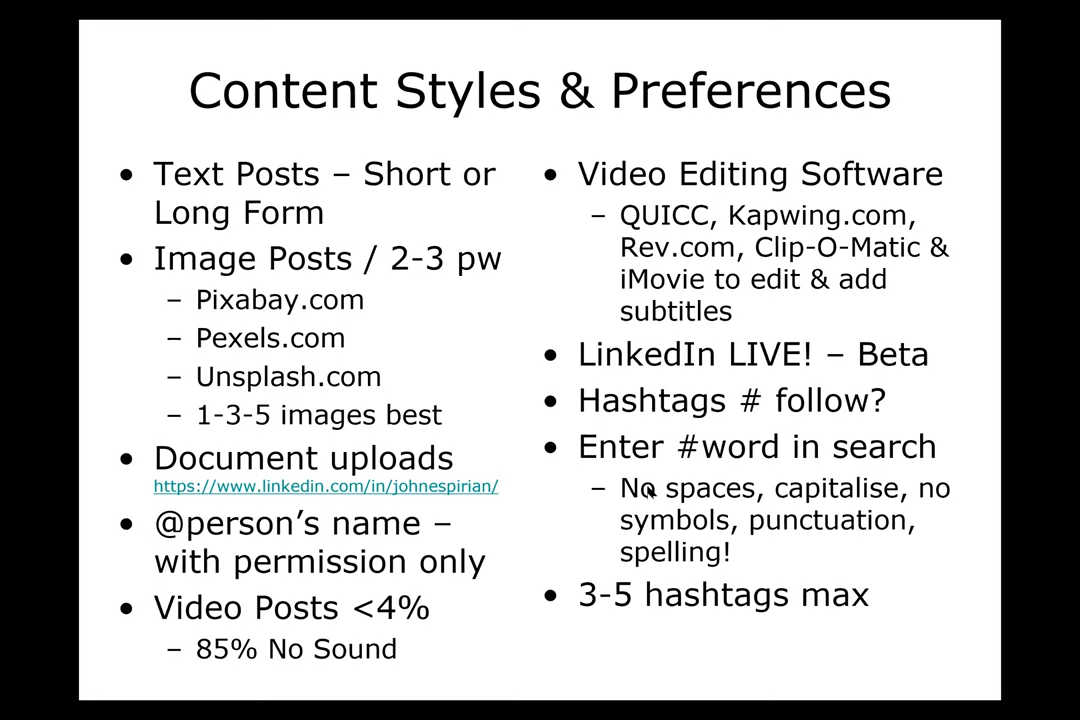 Content Styles & Preferences
• Text Posts – Short or
Long Form
• Image Posts / 2-3 pw
– Pixabay.com
– Pexels.com
– Unsplash.com
– 1-3-5 images best
• Document uploads
https://www.linkedin.com/in/johnespirian/
• @person’s name –
with permission only
• Video Posts <4%
– 85% No Sound
• Video Editing Software
– QUICC, Kapwing.com,
Rev.com, Clip-O-Matic &
iMovie to edit & add
subtitles
• LinkedIn LIVE! – Beta
• Hashtags # follow?
• Enter #word in search
– No spaces, capitalise, no
symbols, punctuation,
spelling!
• 3-5 hashtags max